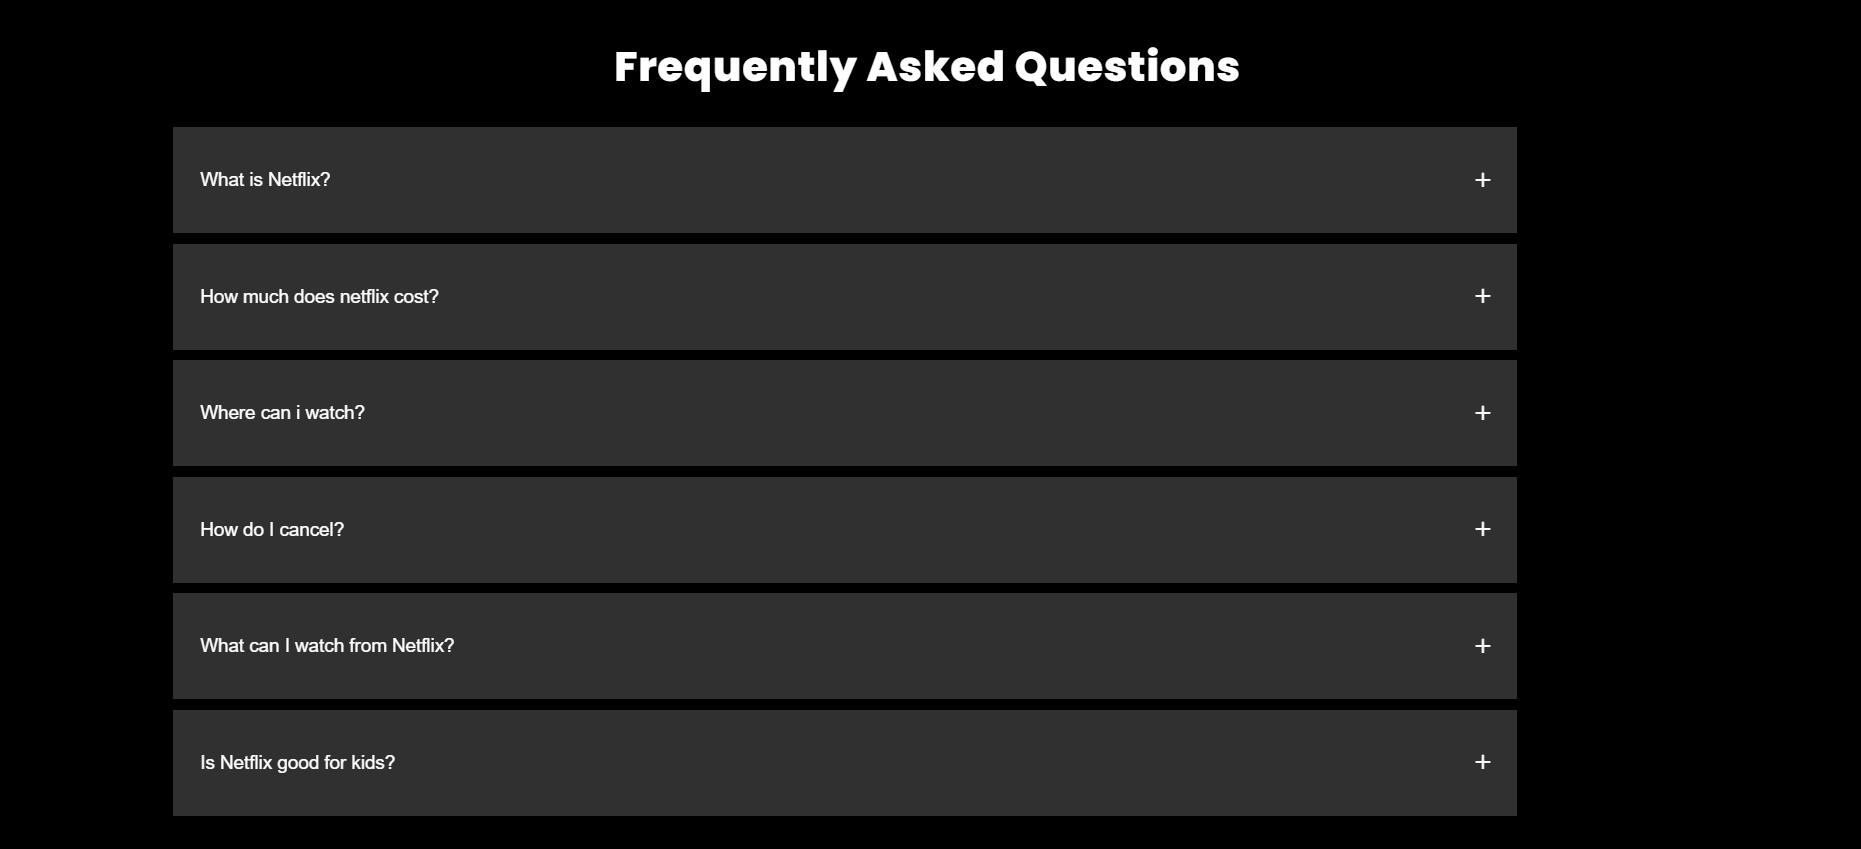 Frequently Asked Questions
What is Netflix?
+
How much does netflix cost?
+
Where can i watch?
+
How do I cancel?
+
What can I watch from Netflix?
+
Is Netflix good for kids?
+